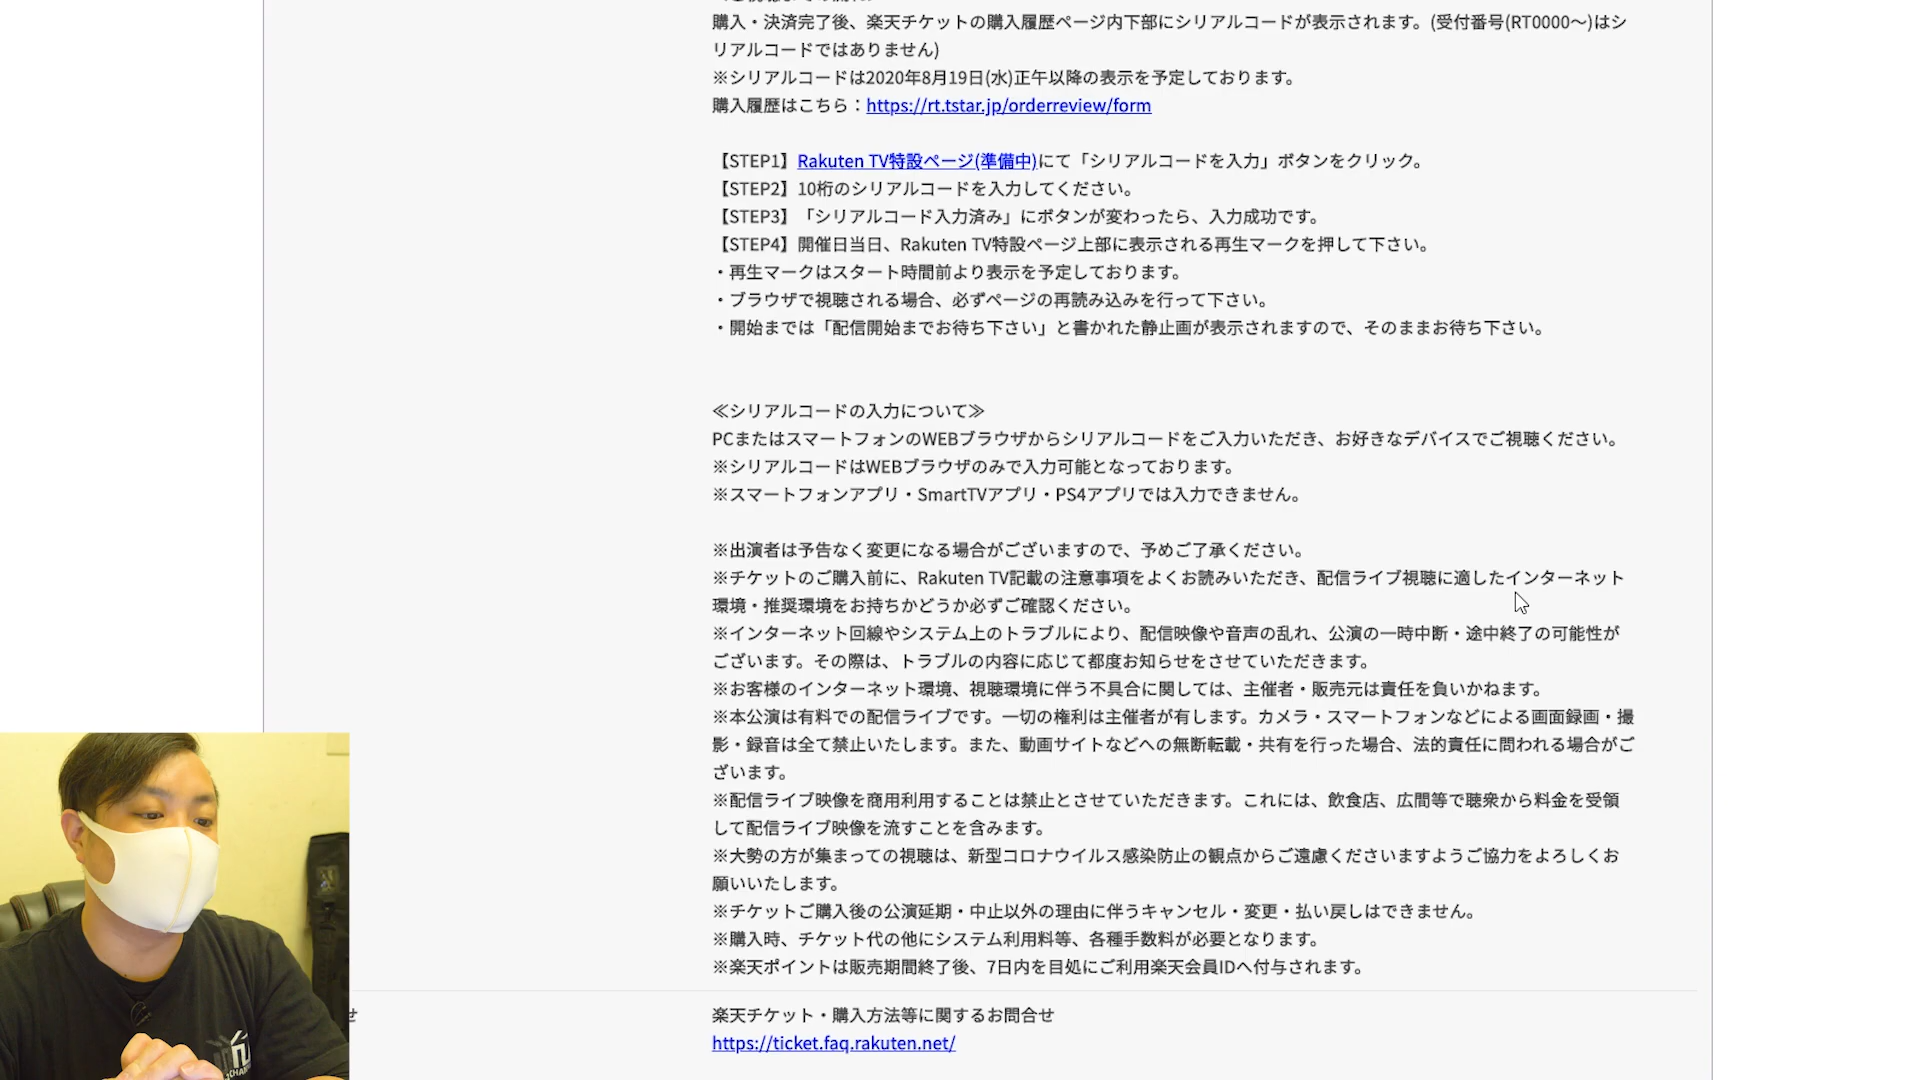 購入・決済完了後、楽天チケットの購入履歴ページ内下部にシリアルコードが表示されます。(受付番号(RT0000～)はシ
リアルコードではありません)
※シリアルコードは2020年8月19日(水)正午以降の表示を予定しております。
購入履歴はこちら：https://rt.tstar.jp/orderreview/form
【STEP1】Rakuten TV特設ページ(準備中)にて「シリアルコードを入力」ボタンをクリック。
【STEP2】10桁のシリアルコードを入力してください。
【STEP3】「シリアルコード入力済み」にボタンが変わったら、入力成功です。
【STEP4】開催日当日、Rakuten TV特設ページ上部に表示される再生マークを押して下さい。
・再生マークはスタート時間前より表示を予定しております。
・ブラウザで視聴される場合、必ずページの再読み込みを行って下さい。
・開始までは「配信開始までお待ち下さい」と書かれた静止画が表示されますので、そのままお待ち下さい。
≪シリアルコードの入力について≫
PCまたはスマートフォンのWEBブラウザからシリアルコードをご入力いただき、お好きなデバイスでご視聴ください。
※シリアルコードはWEBブラウザのみで入力可能となっております。
※スマートフォンアプリ・SmartTVアプリ・PS4アプリでは入力できません。
※出演者は予告なく変更になる場合がございますので、予めご了承ください。
※チケットのご購入前に、Rakuten TV記載の注意事項をよくお読みいただき、配信ライブ視聴に適したインターネット
環境・推奨環境をお持ちかどうか必ずご確認ください。
※インターネット回線やシステム上のトラブルにより、配信映像や音声の乱れ、公演の一時中断・途中終了の可能性が
ございます。その際は、トラブルの内容に応じて都度お知らせをさせていただきます。
※お客様のインターネット環境、視聴環境に伴う不具合に関しては、主催者・販売元は責任を負いかねます。
※本公演は有料での配信ライブです。一切の権利は主催者が有します。カメラ・スマートフォンなどによる画面録画・撮
影・録音は全て禁止いたします。また、動画サイトなどへの無断転載・共有を行った場合、法的責任に問われる場合がご
ざいます。
※配信ライブ映像を商用利用することは禁止とさせていただきます。これには、飲食店、広間等で聴衆から料金を受領
して配信ライブ映像を流すことを含みます。
※大勢の方が集まっての視聴は、新型コロナウイルス感染防止の観点からご遠慮くださいますようご協力をよろしくお
願いいたします。
※チケットご購入後の公演延期・中止以外の理由に伴うキャンセル・変更・払い戻しはできません。
※購入時、チケット代の他にシステム利用料等、各種手数料が必要となります。
※楽天ポイントは販売期間終了後、7日内を目処にご利用楽天会員IDへ付与されます。
せ
楽天チケット・購入方法等に関するお問合せ
https://ticket.faq.rakuten.net/